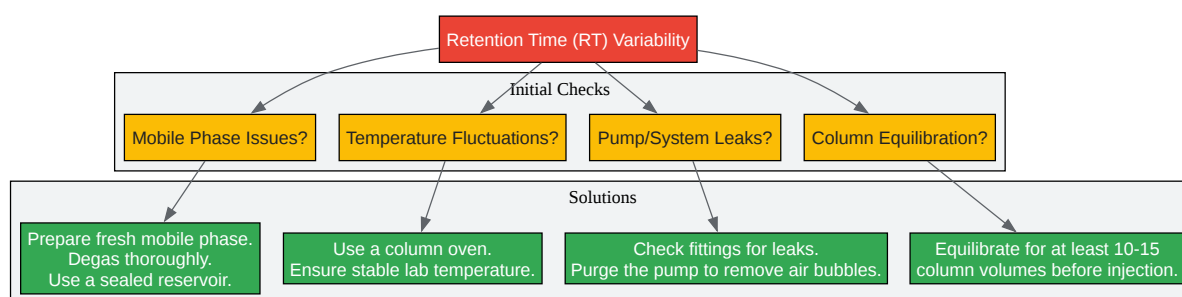 Retention Time (RT) Variability
Initial Checks
Mobile Phase Issues?
Temperature Fluctuations?
Pump/System Leaks?
Column Equilibration?
Solutions
Prepare fresh mobile phase.
Degas thoroughly.
Use a sealed reservoir.
Use a column oven.
Ensure stable lab temperature.
Check fittings for leaks.
Purge the pump to remove air bubbles.
Equilibrate for at least 10-15
column volumes before injection.